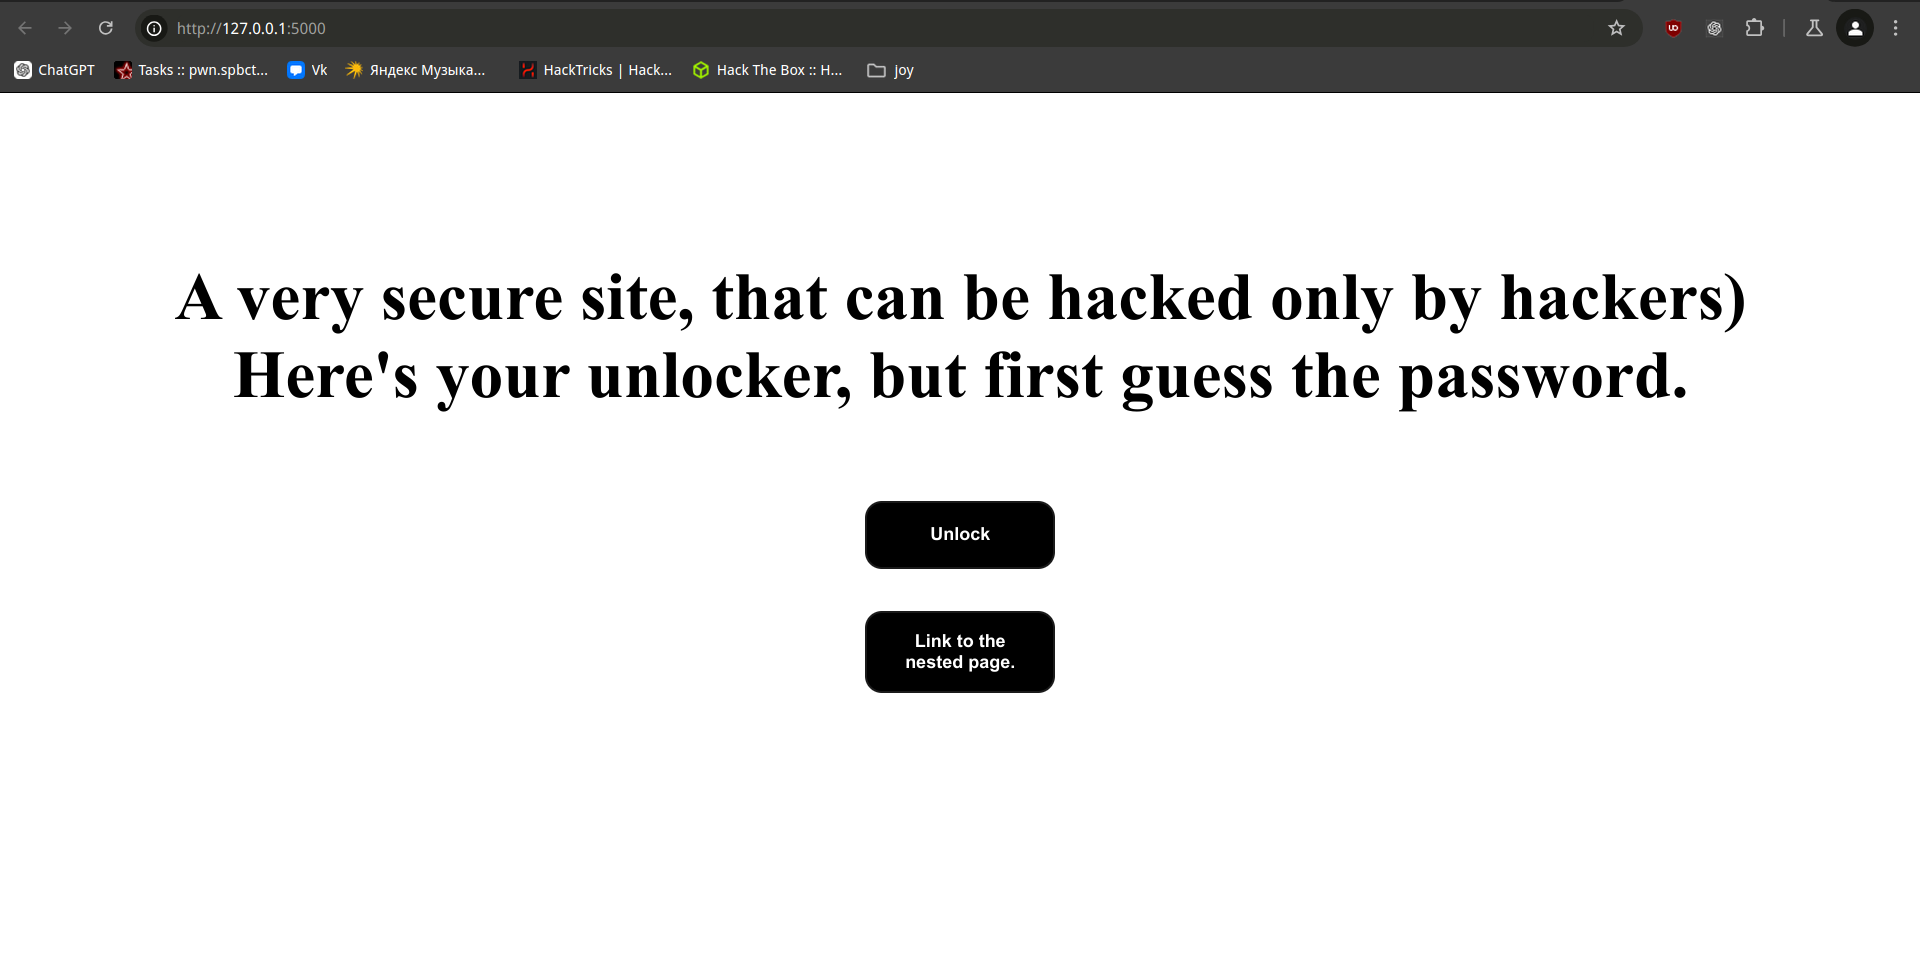 http://127.0.0.1:5000
ChatGPT Tasks :: pwn.spbct... Vk Яндекс Музыка... HackTricks | Hack... Hack The Box :: H... Joy
A very secure site, that can be hacked only by hackers)
Here's your unlocker, but first guess the password.
Unlock
Link to the
nested page.